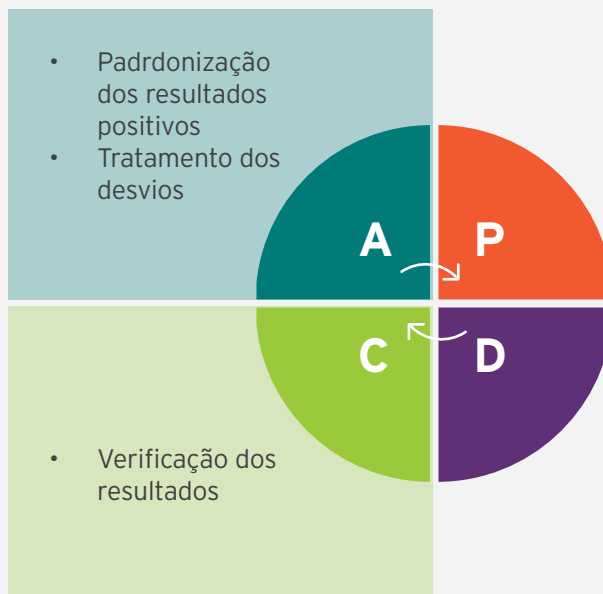 • Padrdonização
dos resultados
positivos
• Tratamento dos
desvios
A P
C D
• Verificação dos
resultados